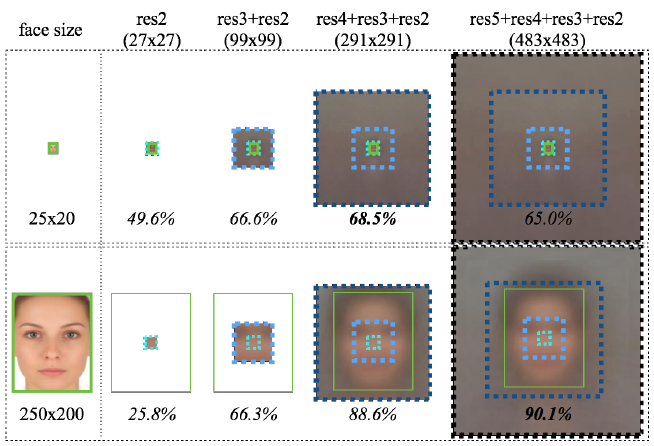 face size
res2
(27x27)
res3+res2
(99x99)
res4+res3+res2
(291x291)
res5+res4+res3+res2
(483x483)
25x20
49.6%
66.6%
68.5%
65.0%
250x200
25.8%
66.3%
88.6%
90.1%